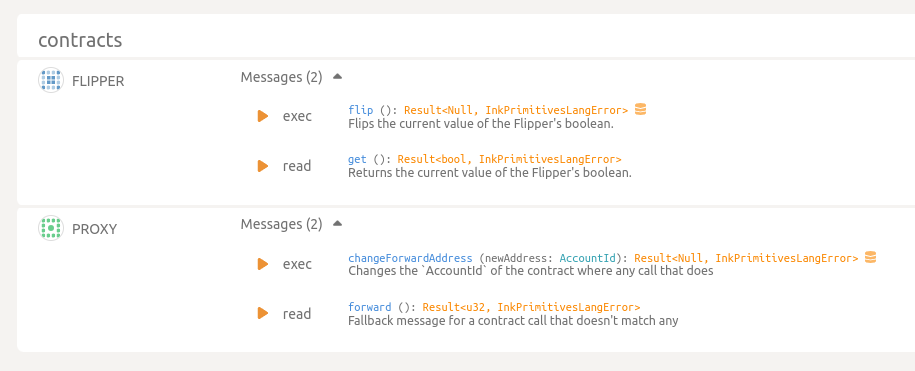 contracts
FLIPPER
Messages (2)
exec
flip (): Result<Null, InkPrimitivesLangError>
Flips the current value of the Flipper's boolean.
read
get (): Result<bool, InkPrimitivesLangError>
Returns the current value of the Flipper's boolean.
PROXY
Messages (2)
exec
changeForwardAddress (newAddress: AccountId): Result<Null, InkPrimitivesLangError>
Changes the `AccountId` of the contract where any call that does
read
forward (): Result<u32, InkPrimitivesLangError>
Fallback message for a contract call that doesn't match any